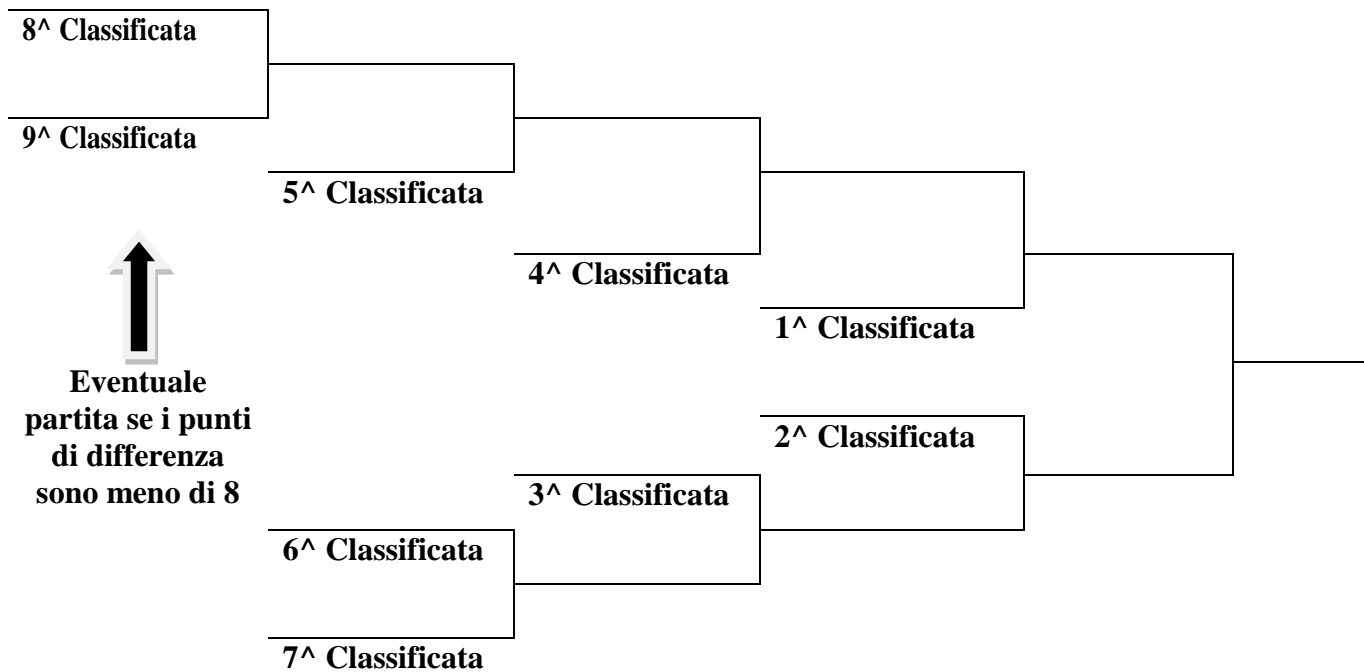 8^ Classificata
9^ Classificata
5^ Classificata
4^ Classificata
1^ Classificata
Eventuale
partita se i punti
di differenza
sono meno di 8
2^ Classificata
3^ Classificata
6^ Classificata
7^ Classificata